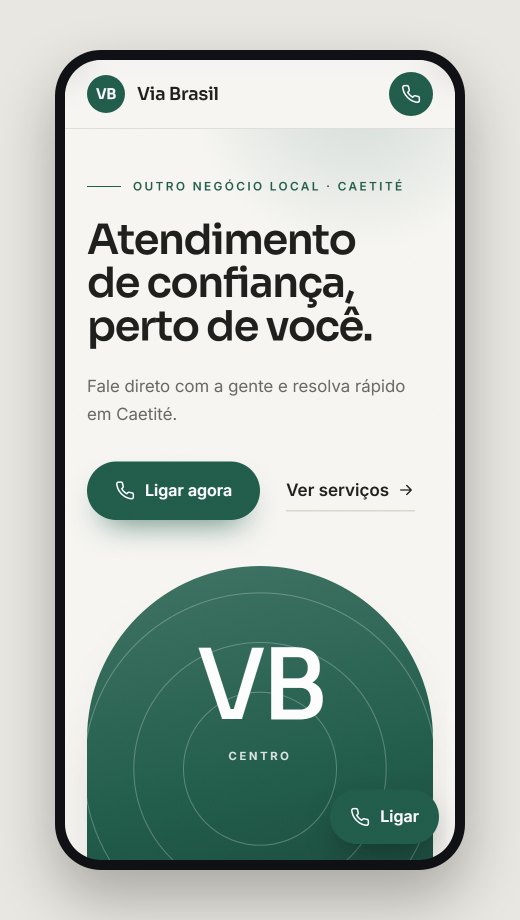 VB Via Brasil
OUTRO NEGÓCIO LOCAL · CAETITÉ
Atendimento
de confiança,
perto de você.
Fale direto com a gente e resolva rápido
em Caetité.
Ligar agora
Ver serviços →
VB
CENTRO
Ligar